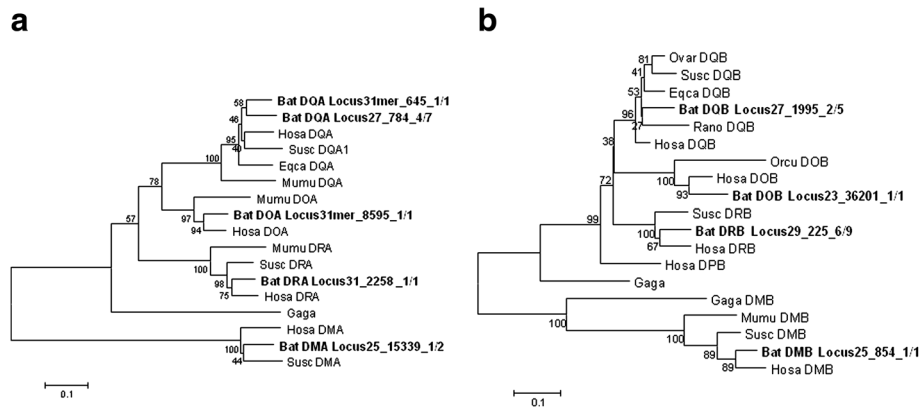 a
58
Bat DQA Locus31mer_645_1/1
Bat DQA Locus27_784_4/7
46
Hosa DQA
95
40
Susc DQA1
100
Eqca DQA
Mumu DQA
78
Mumu DOA
97
Bat DOA Locus31mer_8595_1/1
94
Hosa DOA
57
Mumu DRA
100
Susc DRA
98
Bat DRA Locus31_2258_1/1
75
Hosa DRA
Gaga
Hosa DMA
100
Bat DMA Locus25_15339_1/2
44
Susc DMA
0.1
b
81
Ovar DQB
41
Susc DQB
53
Eqca DQB
96
Bat DQB Locus27_1995_2/5
27
Rano DQB
Hosa DQB
38
Orcu DOB
100
Hosa DOB
72
93
Bat DOB Locus23_36201_1/1
Susc DRB
99
100
Bat DRB Locus29_225_6/9
67
Hosa DRB
Hosa DPB
Gaga
Gaga DMB
100
Mumu DMB
100
Susc DMB
89
Bat DMB Locus25_854_1/1
89
Hosa DMB
0.1